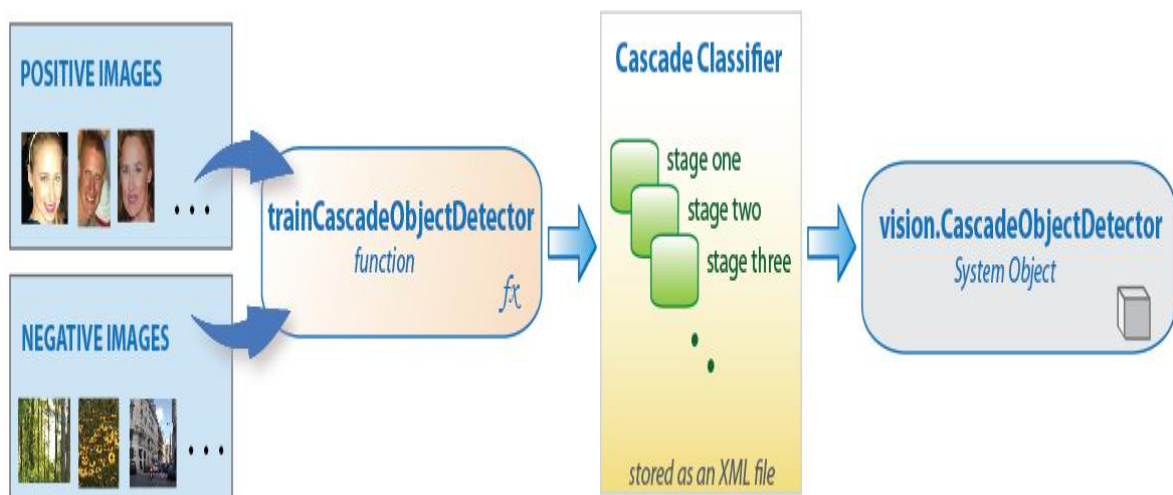 POSITIVE IMAGES
. . .
NEGATIVE IMAGES
. . .
trainCascadeObjectDetector
function
fx
Cascade Classifier
stage one
stage two
stage three
stored as an XML file
vision.CascadeObjectDetector
System Object